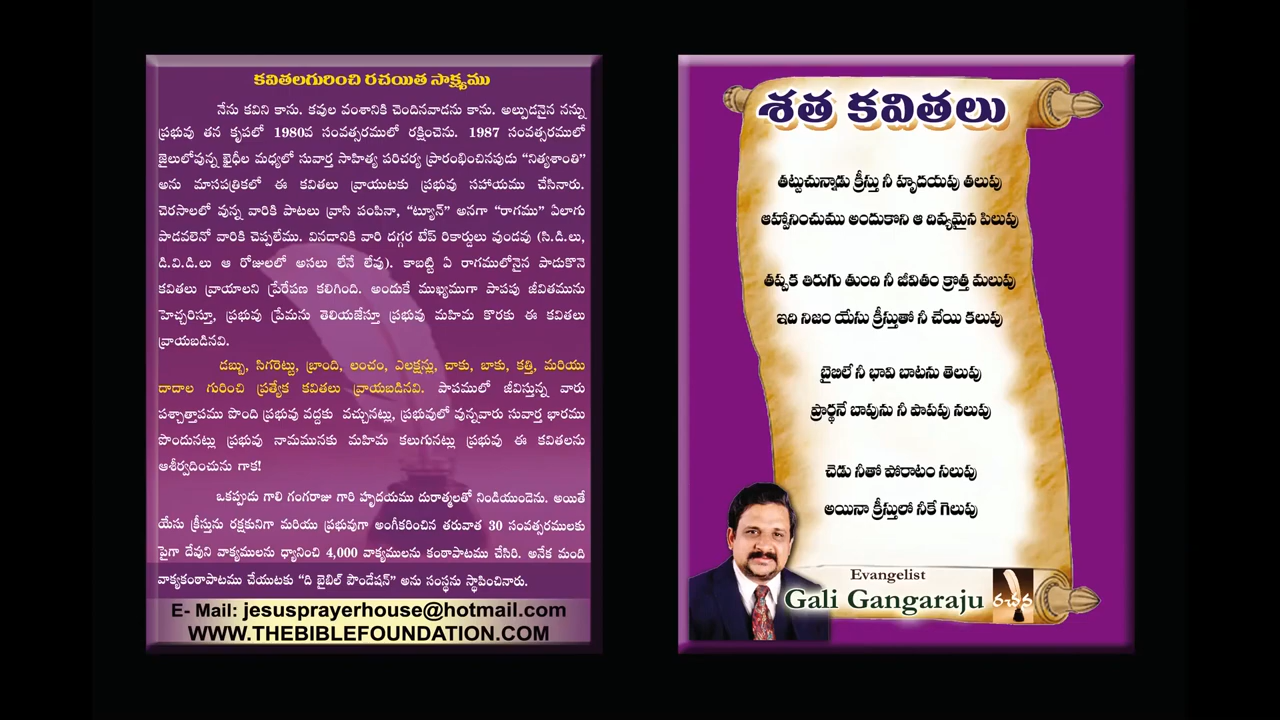 కవితలగురించి రచయిత సాక్ష్యము
నేను కవిని కాను. కవుల వంశానికి చెందినవాడను కాను. అల్పుడనైన నన్ను
ప్రభువు తన కృపలో 1980వ సంవత్సరములో రక్షించెను. 1987 సంవత్సరములో
జైలులోవున్న ఖైధీల మధ్యలో సువార్త సాహిత్య పరిచర్య ప్రారంభించినపుడు “నిత్యశాంతి”
అను మాసపత్రికలో ఈ కవితలు వ్రాయుటకు ప్రభువు సహాయము చేసినారు.
చెరసాలలో వున్న వారికి పాటలు వ్రాసి పంపినా, “ట్యూన్” అనగా “రాగము” ఏలాగు
పాడవలెనో వారికి చెప్పలేము. వినడానికి వారి దగ్గర టేప్ రికార్డులు వుండవు (సి.డి.లు,
డి.వి.డి.లు ఆ రోజులలో అసలు లేనే లేవు). కాబట్టి ఏ రాగములోనైన పాడుకొనె
కవితలు వ్రాయాలని ప్రేరేపణ కలిగింది. అందుకే ముఖ్యముగా పాపపు జీవితమును
హెచ్చరిస్తూ, ప్రభువు ప్రేమను తెలియజేస్తూ ప్రభువు మహిమ కొరకు ఈ కవితలు
వ్రాయబడినవి.
డబ్బు, సిగరెట్టు, బ్రాంది, లంచం, ఎలక్షన్లు, చాకు, బాకు, కత్తి, మరియు
దాదాల గురించి ప్రత్యేక కవితలు వ్రాయబడినవి. పాపములో జీవిస్తున్న వారు
పశ్చాత్తాపము పొంది ప్రభువు వద్దకు వచ్చునట్లు, ప్రభువులో వున్నవారు సువార్త భారము
పొందునట్లు ప్రభువు నామమునకు మహిమ కలుగునట్లు ప్రభువు ఈ కవితలను
ఆశీర్వదించును గాక!
ఒకప్పుడు గాలి గంగరాజు గారి హృదయము దురాత్మలతో నిండియుండెను. అయితే
యేసు క్రీస్తును రక్షకునిగా మరియు ప్రభువుగా అంగీకరించిన తరువాత 30 సంవత్సరములకు
పైగా దేవుని వాక్యములను ధ్యానించి 4,000 వాక్యములను కంఠాపాటము చేసిరి. అనేక మంది
వాక్యకంఠాపాటము చేయుటకు “ది బైబిల్ పౌండేషన్” అను సంస్థను స్థాపించినారు.
E- Mail: jesusprayerhouse@hotmail.com
WWW.THEBIBLEFOUNDATION.COM
శత కవితలు
తట్టుచున్నాడు క్రీస్తు నీ హృదయపు తలుపు
ఆహ్వానించుము అందుకొని ఆ దివ్యమైన పిలుపు
తప్పక తిరుగు తుంది నీ జీవితం క్రొత్త మలుపు
ఇది నిజం యేసు క్రీస్తుతో నీ చేయి కలుపు
బైబిలే నీ భావి బాటను తెలుపు
ప్రార్థనే బాపును నీ పాపపు నలుపు
చెడు నీతో పోరాటం సలుపు
అయినా క్రీస్తులో నీకే గెలుపు
Evangelist
Gali Gangaraju రచన